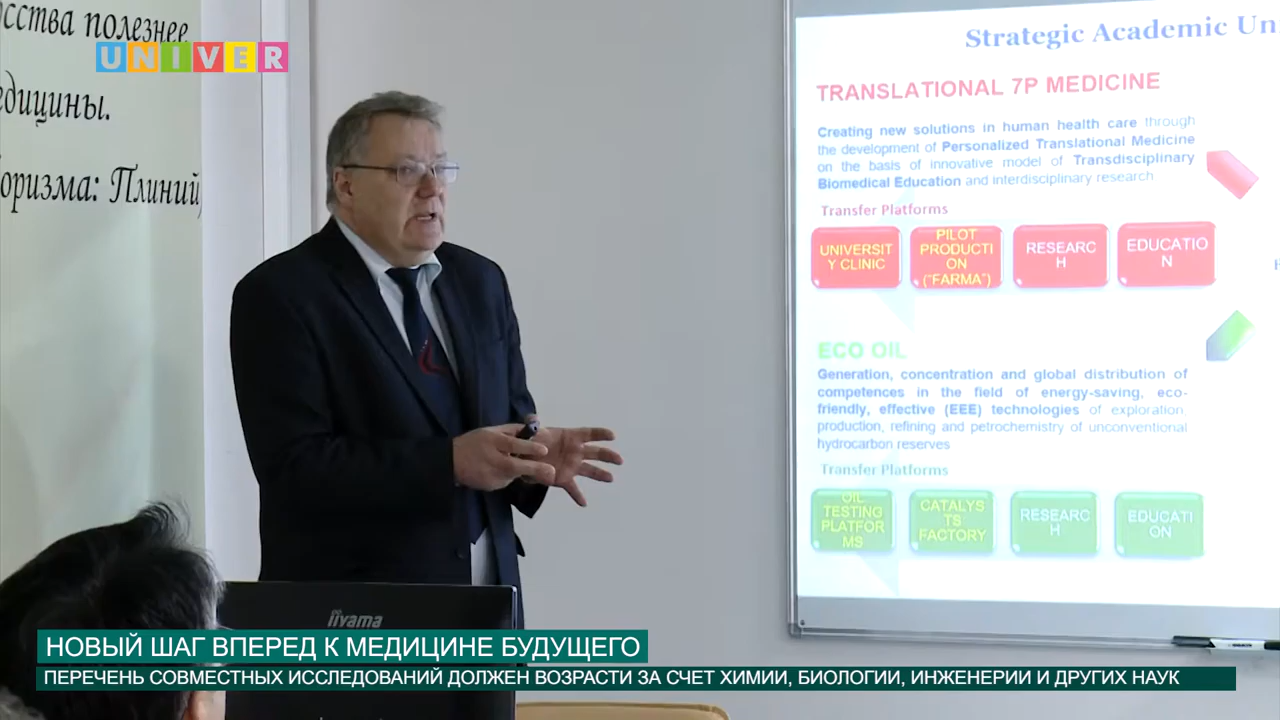 усства полезнее
UNIVER
едицины.
форизма: Плиний
Strategic Academic Un
TRANSLATIONAL 7P MEDICINE
Creating new solutions in human health care through
the development of Personalized Translational Medicine
on the basis of innovative model of Transdisciplinary
Biomedical Education and interdisciplinary research
Transfer Platforms
UNIVERSIT
Y CLINIC
PILOT
PRODUCTI
ON
("FARMA")
RESEARC
H
EDUCATIO
N
ECO OIL
Generation, concentration and global distribution of
competences in the field of energy-saving, eco-
friendly, effective (EEE) technologies of exploration,
production, refining and petrochemistry of unconventional
hydrocarbon reserves
Transfer Platforms
OIL
TESTING
PLATFOR
MS
CATALYS
TS
FACTORY
RESEARC
H
EDUCATI
ON
iiyama
НОВЫЙ ШАГ ВПЕРЕД К МЕДИЦИНЕ БУДУЩЕГО
ПЕРЕЧЕНЬ СОВМЕСТНЫХ ИССЛЕДОВАНИЙ ДОЛЖЕН ВОЗРАСТИ ЗА СЧЕТ ХИМИИ, БИОЛОГИИ, ИНЖЕНЕРИИ И ДРУГИХ НАУК